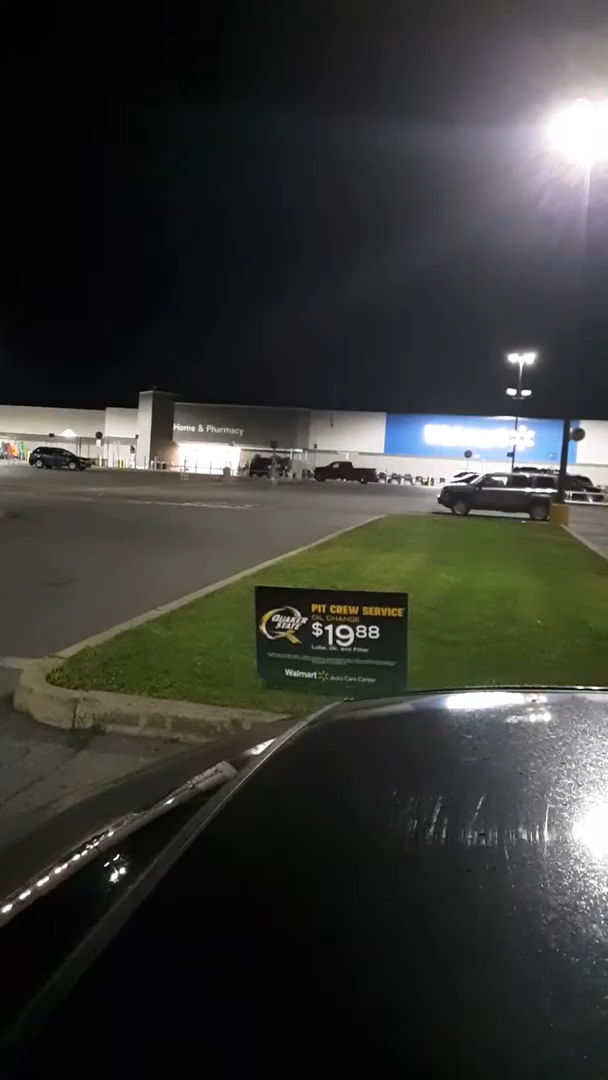 Home & Pharmacy
Walmart
QUAKER
STATE
PIT CREW SERVICE
OIL CHANGE
$19 88
Lube, Oil, and Filter
Walmart Auto Care Center